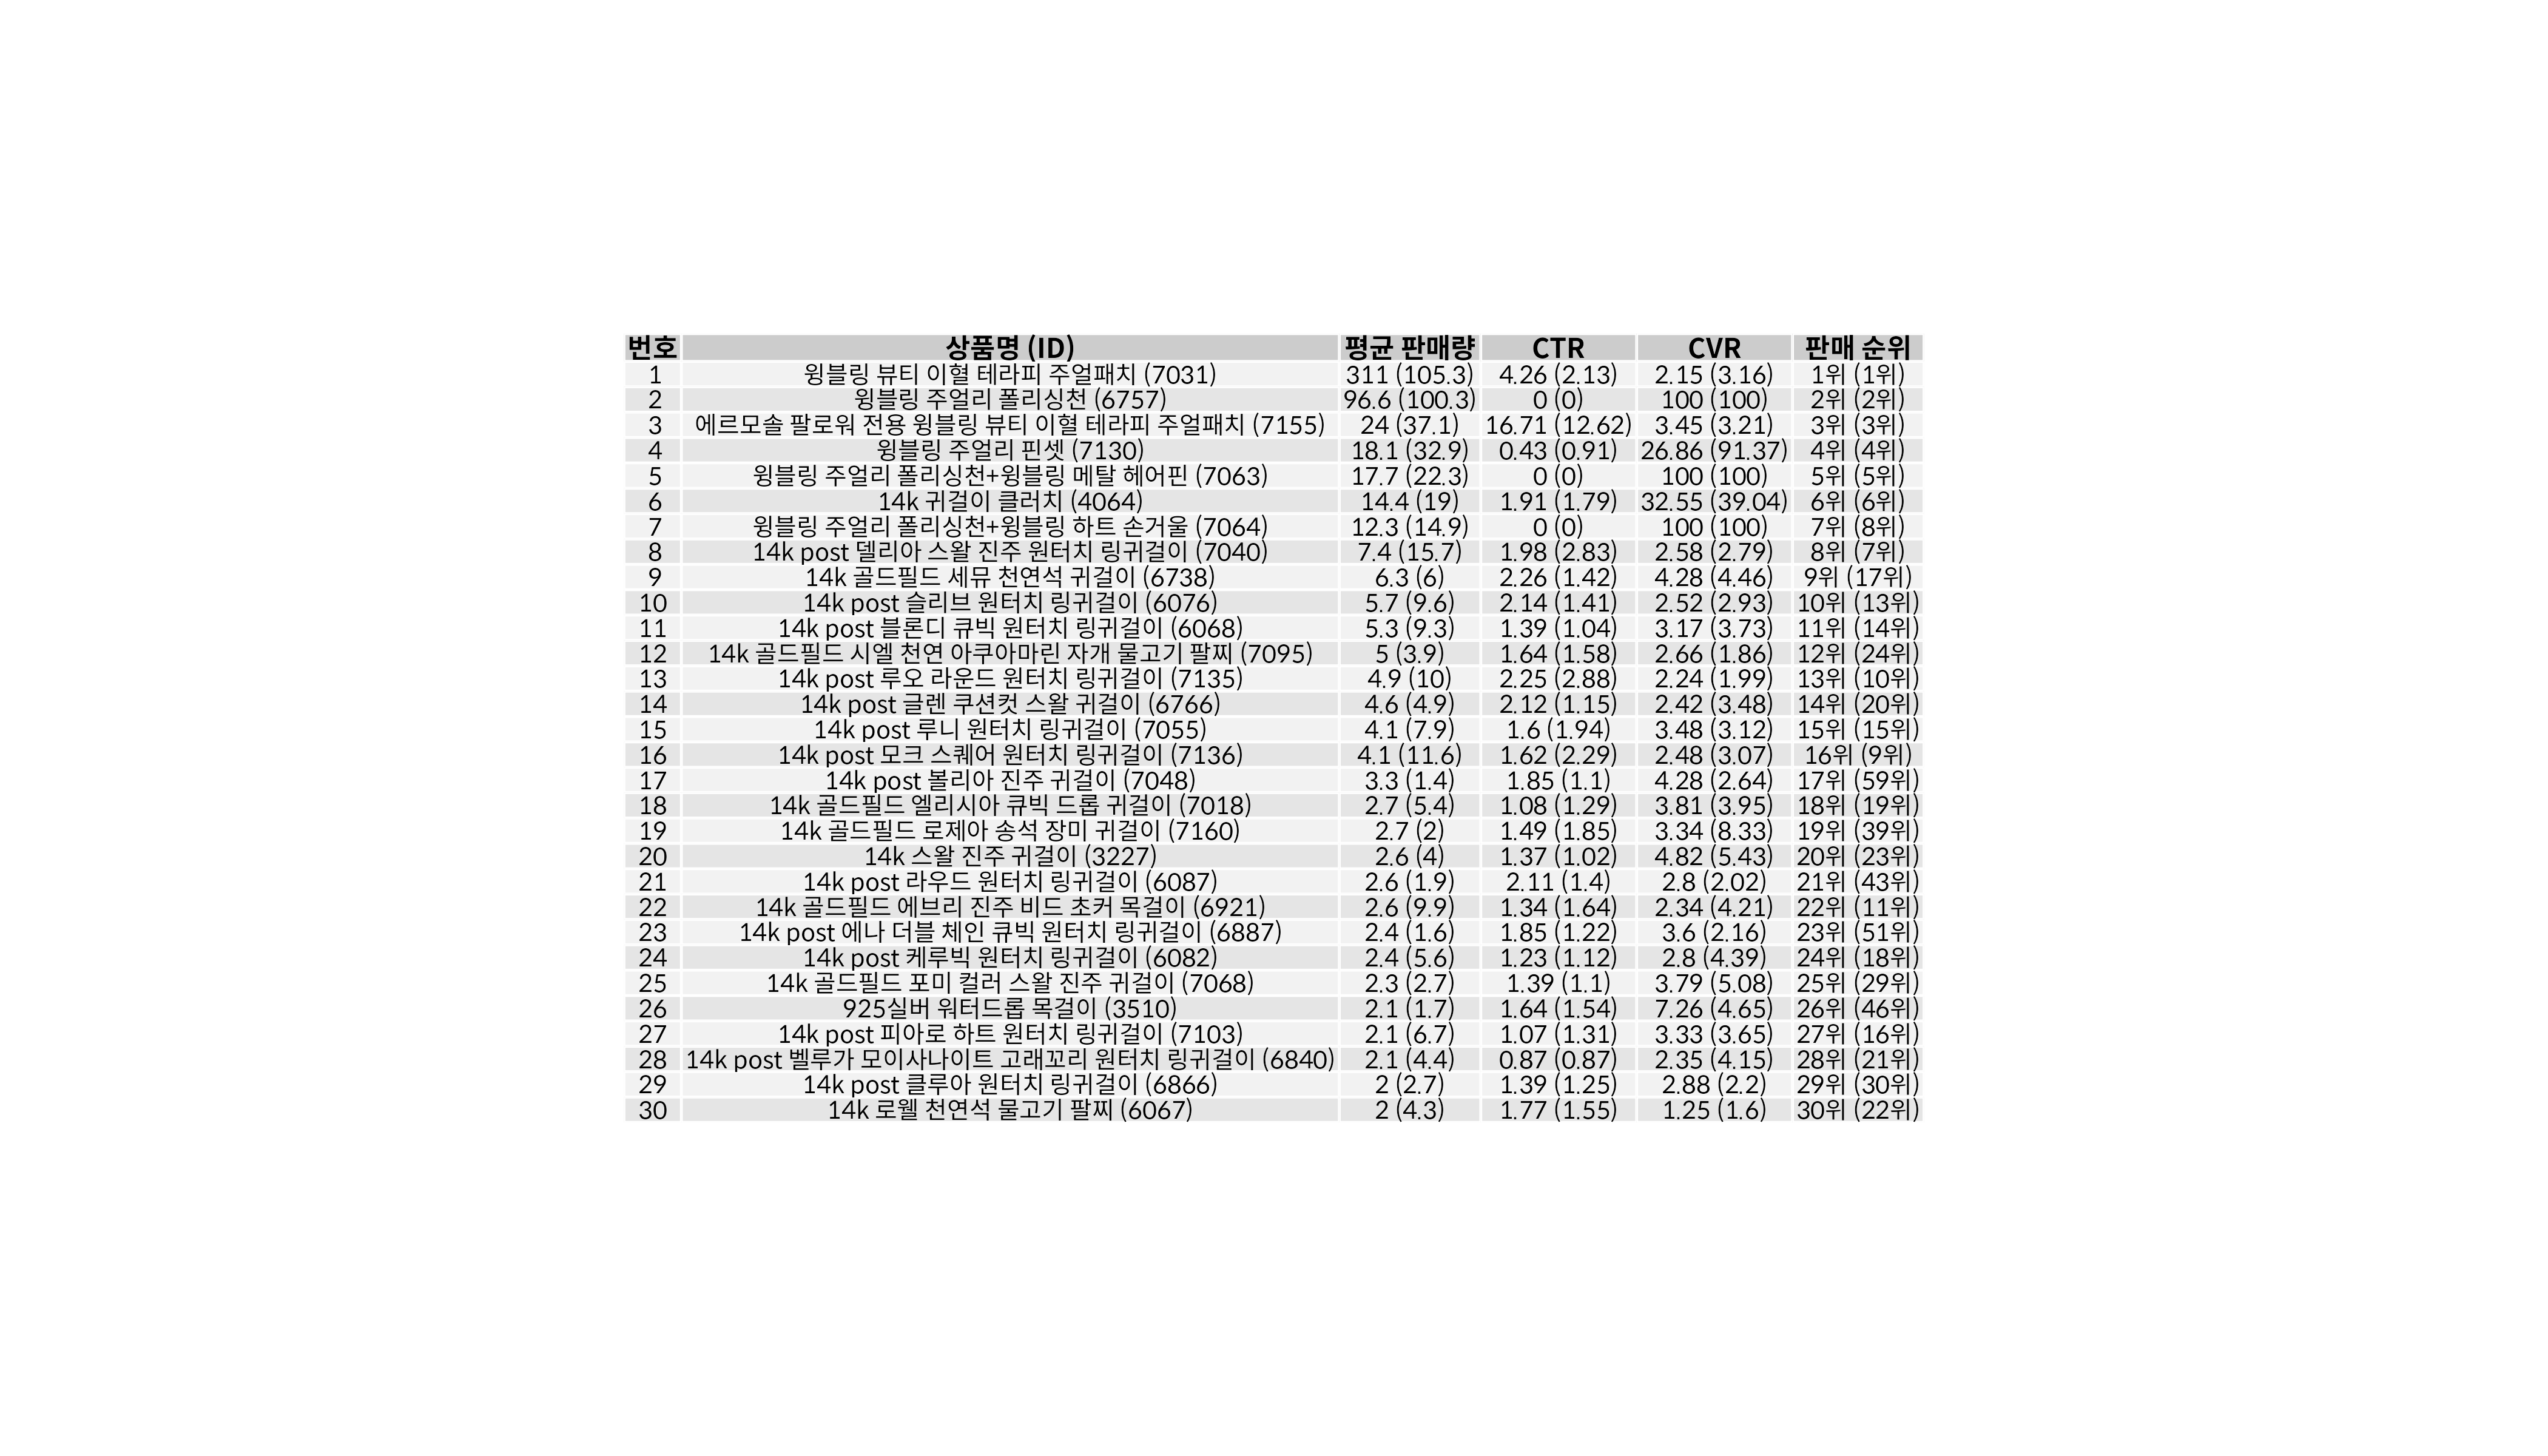 번호 상품명 (ID) 평균 판매량 CTR CVR 판매 순위
1 윙블링 뷰티 이혈 테라피 주얼패치 (7031) 311 (105.3) 4.26 (2.13) 2.15 (3.16) 1위 (1위)
2 윙블링 주얼리 폴리싱천 (6757) 96.6 (100.3) 0 (0) 100 (100) 2위 (2위)
3 에르모솔 팔로워 전용 윙블링 뷰티 이혈 테라피 주얼패치 (7155) 24 (37.1) 16.71 (12.62) 3.45 (3.21) 3위 (3위)
4 윙블링 주얼리 핀셋 (7130) 18.1 (32.9) 0.43 (0.91) 26.86 (91.37) 4위 (4위)
5 윙블링 주얼리 폴리싱천+윙블링 메탈 헤어핀 (7063) 17.7 (22.3) 0 (0) 100 (100) 5위 (5위)
6 14k 귀걸이 클러치 (4064) 14.4 (19) 1.91 (1.79) 32.55 (39.04) 6위 (6위)
7 윙블링 주얼리 폴리싱천+윙블링 하트 손거울 (7064) 12.3 (14.9) 0 (0) 100 (100) 7위 (8위)
8 14k post 델리아 스왈 진주 원터치 링귀걸이 (7040) 7.4 (15.7) 1.98 (2.83) 2.58 (2.79) 8위 (7위)
9 14k 골드필드 세뮤 천연석 귀걸이 (6738) 6.3 (6) 2.26 (1.42) 4.28 (4.46) 9위 (17위)
10 14k post 슬리브 원터치 링귀걸이 (6076) 5.7 (9.6) 2.14 (1.41) 2.52 (2.93) 10위 (13위)
11 14k post 블론디 큐빅 원터치 링귀걸이 (6068) 5.3 (9.3) 1.39 (1.04) 3.17 (3.73) 11위 (14위)
12 14k 골드필드 시엘 천연 아쿠아마린 자개 물고기 팔찌 (7095) 5 (3.9) 1.64 (1.58) 2.66 (1.86) 12위 (24위)
13 14k post 루오 라운드 원터치 링귀걸이 (7135) 4.9 (10) 2.25 (2.88) 2.24 (1.99) 13위 (10위)
14 14k post 글렌 쿠션컷 스왈 귀걸이 (6766) 4.6 (4.9) 2.12 (1.15) 2.42 (3.48) 14위 (20위)
15 14k post 루니 원터치 링귀걸이 (7055) 4.1 (7.9) 1.6 (1.94) 3.48 (3.12) 15위 (15위)
16 14k post 모크 스퀘어 원터치 링귀걸이 (7136) 4.1 (11.6) 1.62 (2.29) 2.48 (3.07) 16위 (9위)
17 14k post 볼리아 진주 귀걸이 (7048) 3.3 (1.4) 1.85 (1.1) 4.28 (2.64) 17위 (59위)
18 14k 골드필드 엘리시아 큐빅 드롭 귀걸이 (7018) 2.7 (5.4) 1.08 (1.29) 3.81 (3.95) 18위 (19위)
19 14k 골드필드 로제아 송석 장미 귀걸이 (7160) 2.7 (2) 1.49 (1.85) 3.34 (8.33) 19위 (39위)
20 14k 스왈 진주 귀걸이 (3227) 2.6 (4) 1.37 (1.02) 4.82 (5.43) 20위 (23위)
21 14k post 라우드 원터치 링귀걸이 (6087) 2.6 (1.9) 2.11 (1.4) 2.8 (2.02) 21위 (43위)
22 14k 골드필드 에브리 진주 비드 초커 목걸이 (6921) 2.6 (9.9) 1.34 (1.64) 2.34 (4.21) 22위 (11위)
23 14k post 에나 더블 체인 큐빅 원터치 링귀걸이 (6887) 2.4 (1.6) 1.85 (1.22) 3.6 (2.16) 23위 (51위)
24 14k post 케루빅 원터치 링귀걸이 (6082) 2.4 (5.6) 1.23 (1.12) 2.8 (4.39) 24위 (18위)
25 14k 골드필드 포미 컬러 스왈 진주 귀걸이 (7068) 2.3 (2.7) 1.39 (1.1) 3.79 (5.08) 25위 (29위)
26 925실버 워터드롭 목걸이 (3510) 2.1 (1.7) 1.64 (1.54) 7.26 (4.65) 26위 (46위)
27 14k post 피아로 하트 원터치 링귀걸이 (7103) 2.1 (6.7) 1.07 (1.31) 3.33 (3.65) 27위 (16위)
28 14k post 벨루가 모이사나이트 고래꼬리 원터치 링귀걸이 (6840) 2.1 (4.4) 0.87 (0.87) 2.35 (4.15) 28위 (21위)
29 14k post 클루아 원터치 링귀걸이 (6866) 2 (2.7) 1.39 (1.25) 2.88 (2.2) 29위 (30위)
30 14k 로웰 천연석 물고기 팔찌 (6067) 2 (4.3) 1.77 (1.55) 1.25 (1.6) 30위 (22위)